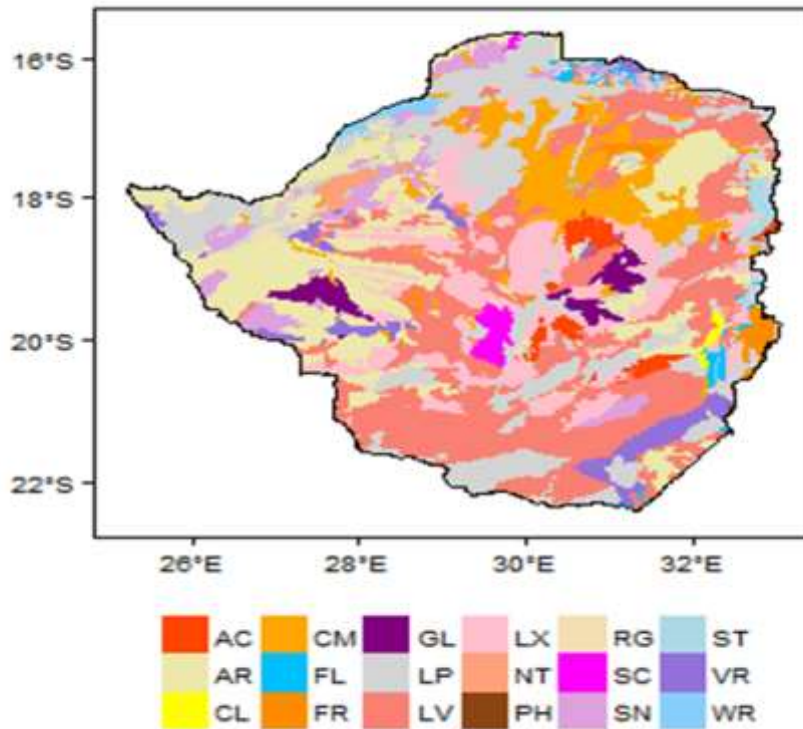 16°S
18°S
20°S
22°S
26°E 28°E 30°E 32°E
AC CM GL LX RG ST
AR FL LP NT SC VR
CL FR LV PH SN WR